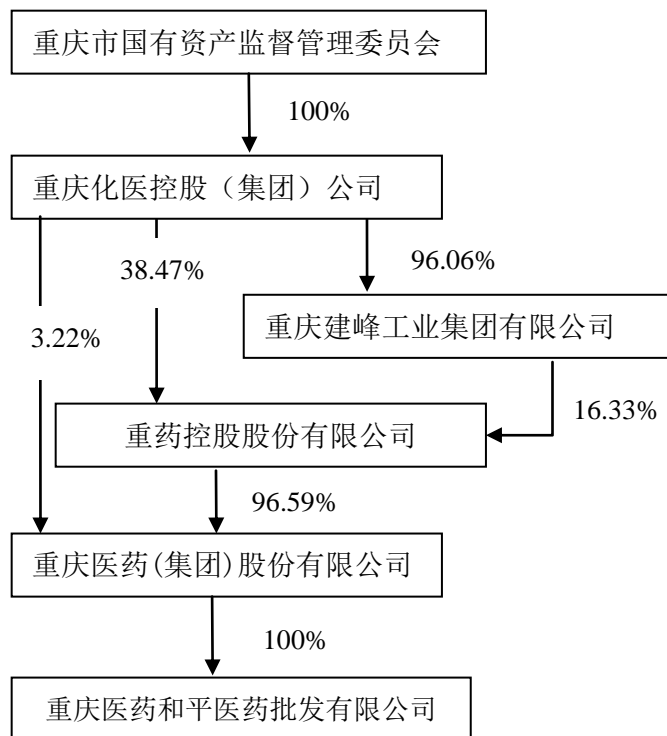 重庆市国有资产监督管理委员会
100%
重庆化医控股（集团）公司
38.47%
96.06%
3.22%
重庆建峰工业集团有限公司
16.33%
重药控股股份有限公司
96.59%
重庆医药(集团)股份有限公司
100%
重庆医药和平医药批发有限公司